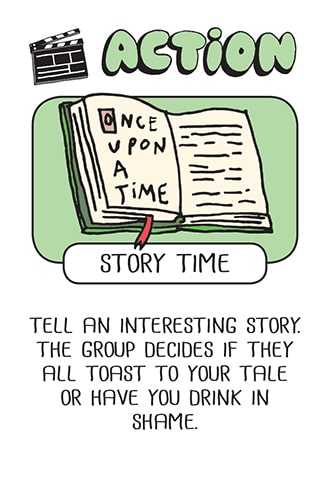 ACTION
ONCE
UPON
A
TIME
STORY TIME
TELL AN INTERESTING STORY.
THE GROUP DECIDES IF THEY
ALL TOAST TO YOUR TALE
OR HAVE YOU DRINK IN
SHAME.